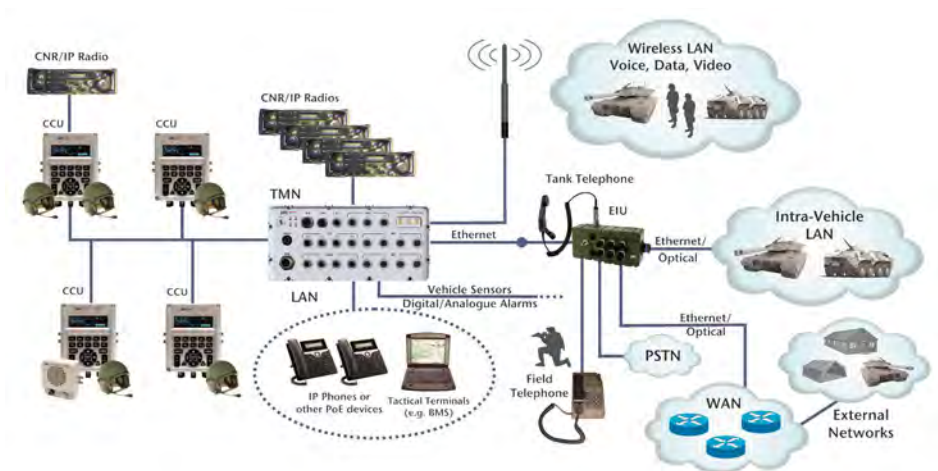 CNR/IP Radio
CCU
CCU
CNR/IP Radios
Wireless LAN
Voice, Data, Video
Tank Telephone
TMN
EIU
Ethernet
Ethernet/
Optical
Intra-Vehicle
LAN
CCU
CCU
LAN
Vehicle Sensors
Digital/Analogue Alarms
Ethernet/
Optical
IP Phones or
other PoE devices
Tactical Terminals
(e.g. BMS)
Field
Telephone
PSTN
WAN
External
Networks